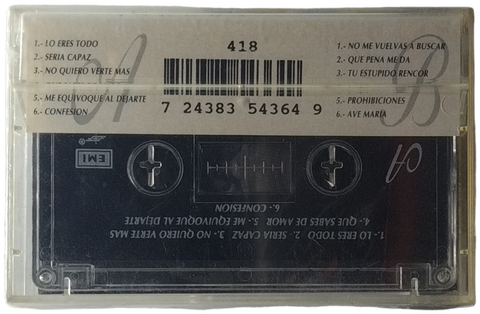 A
1.- LO ERES TODO
2.- SERIA CAPAZ
3.- NO QUIERO VERTE MAS
5.- ME EQUIVOQUE AL DEJARTE
6.- CONFESION
418
7 24383 54364 9
B
1.- NO ME VUELVAS A BUSCAR
2.- QUE PENA ME DA
3.- TU ESTUPIDO RENCOR
5.- PROHIBICIONES
6.- AVE MARIA
EMI
A
1.- LO ERES TODO 2.- SERIA CAPAZ 3.- NO QUIERO VERTE MAS
4.- QUE SABES DE AMOR 5.- ME EQUIVOQUE AL DEJARTE
6.- CONFESION